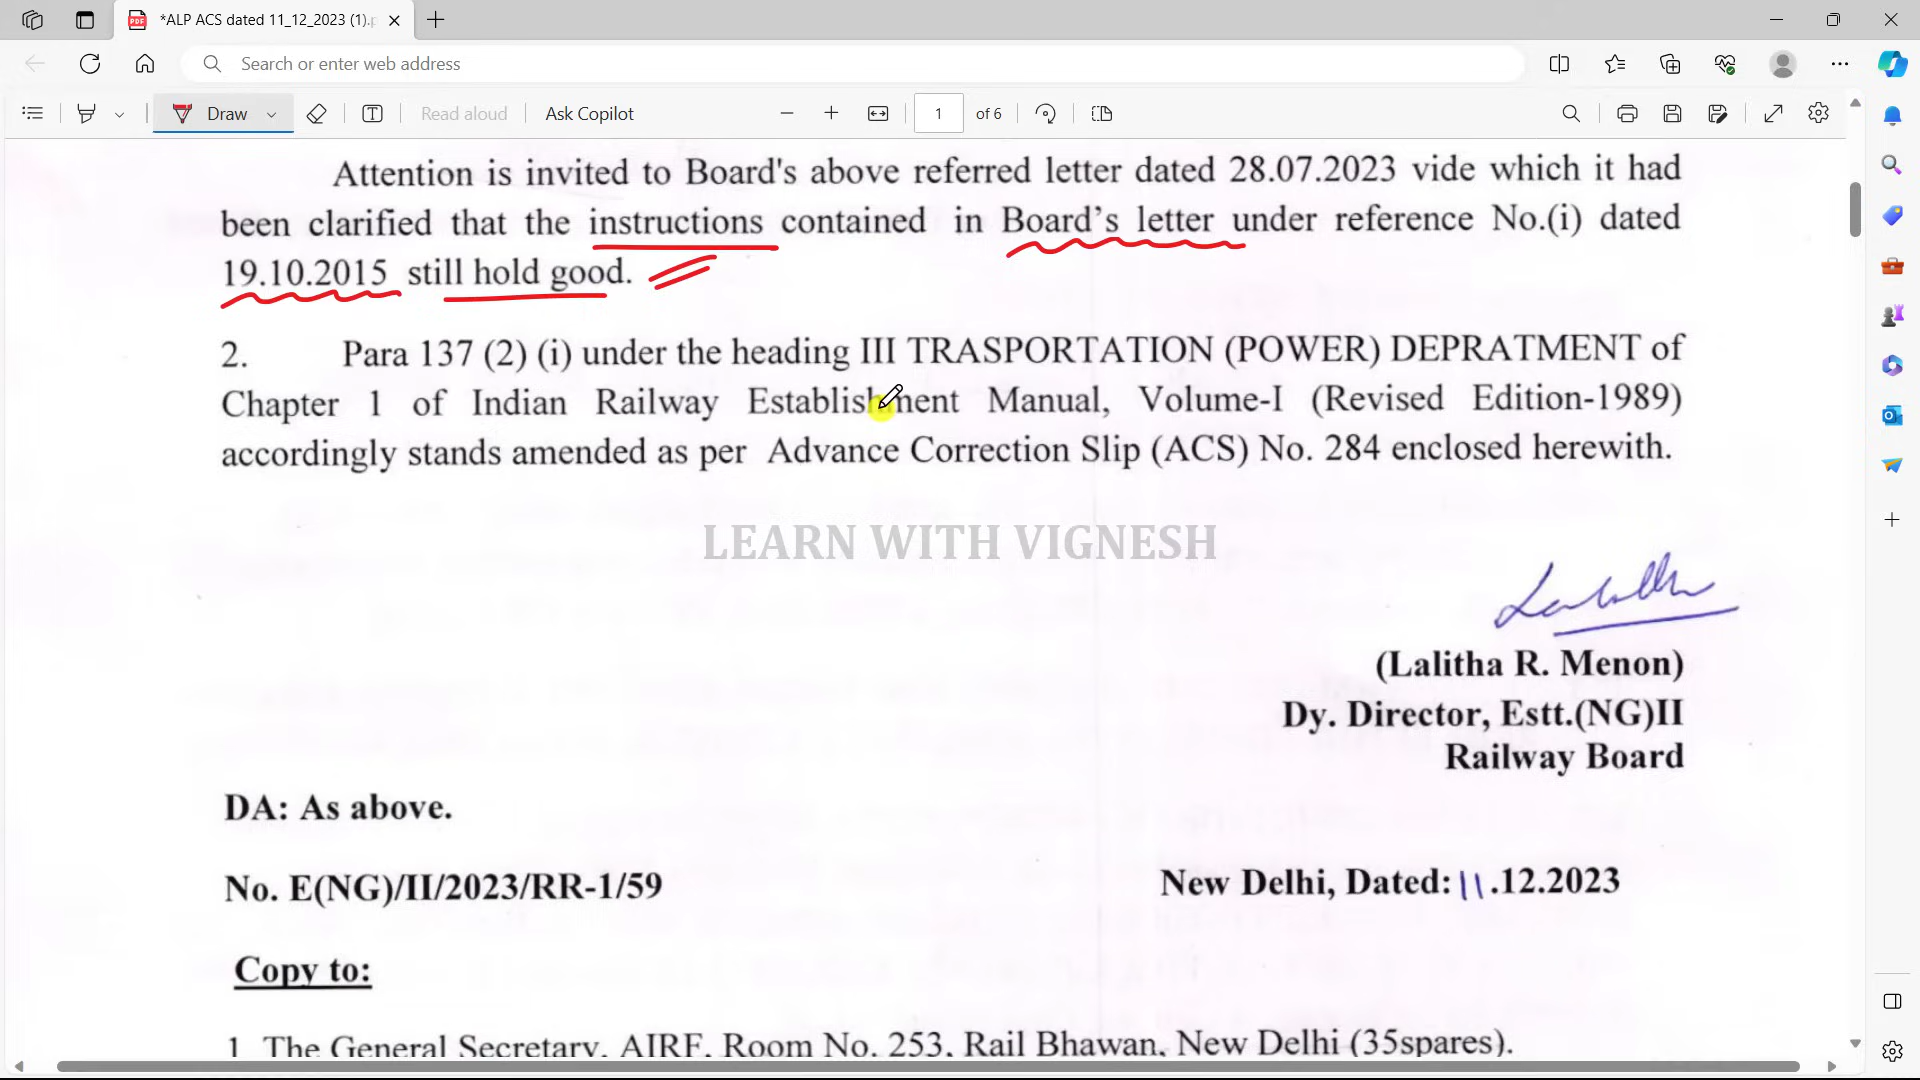 *ALP ACS dated 11_12_2023 (1).p
Search or enter web address
Draw
Read aloud
Ask Copilot
1
of 6
Attention is invited to Board's above referred letter dated 28.07.2023 vide which it had
been clarified that the instructions contained in Board's letter under reference No.(i) dated
19.10.2015 still hold good.
2. Para 137 (2) (i) under the heading III TRASPORTATION (POWER) DEPRATMENT of
Chapter 1 of Indian Railway Establishment Manual, Volume-I (Revised Edition-1989)
accordingly stands amended as per Advance Correction Slip (ACS) No. 284 enclosed herewith.
LEARN WITH VIGNESH
(Lalitha R. Menon)
Dy. Director, Estt.(NG)II
Railway Board
DA: As above.
No. E(NG)/II/2023/RR-1/59
New Delhi, Dated: 11.12.2023
Copy to:
1 The General Secretary, AIRF, Room No. 253, Rail Bhawan, New Delhi (35spares).